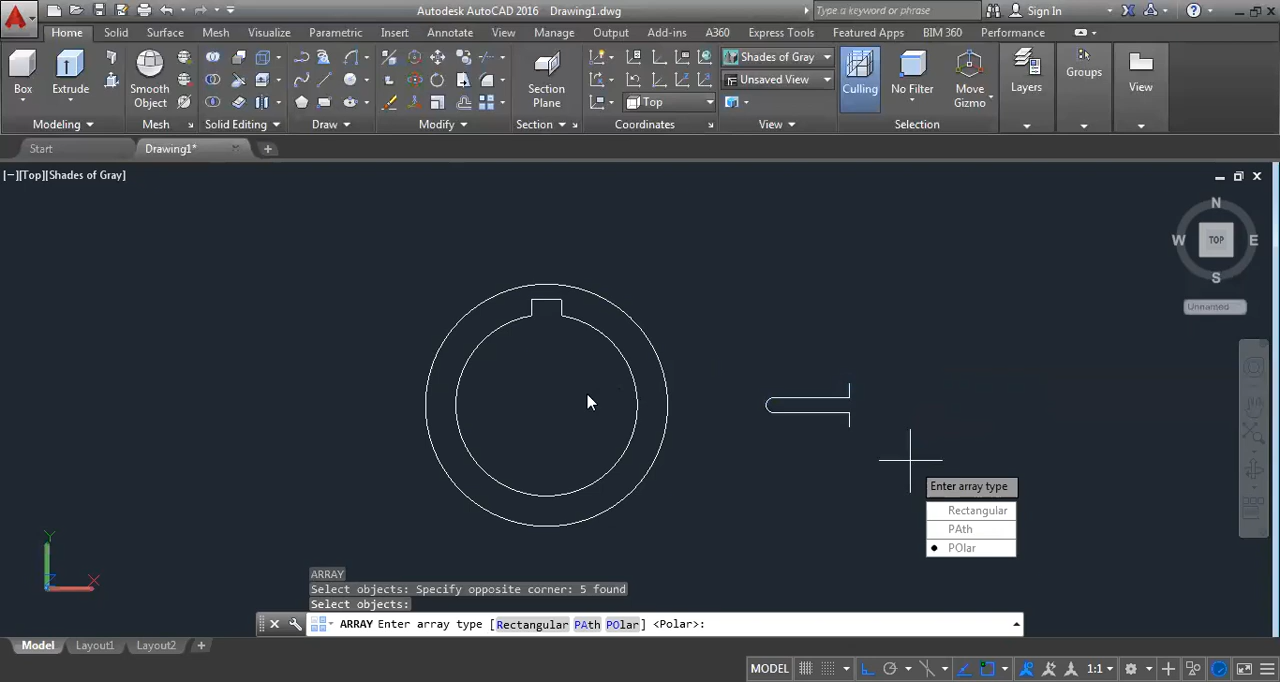 Autodesk AutoCAD 2016 Drawing1.dwg
Type a keyword or phrase
Sign In
Home Solid Surface Mesh Visualize Parametric Insert Annotate View Manage Output Add-ins A360 Express Tools Featured Apps BIM 360 Performance
Box
Extrude
Smooth
Object
Section
Plane
Shades of Gray
Unsaved View
Top
Culling
No Filter
Move
Gizmo
Layers
Groups
View
Modeling Mesh Solid Editing Draw Modify Section Coordinates View Selection
Start Drawing1* +
[−][Top][Shades of Gray]
N
W TOP E
S
Unnamed
Enter array type
Rectangular
PAth
POlar
Y
Z X
ARRAY
Select objects: Specify opposite corner: 5 found
Select objects:
ARRAY Enter array type [Rectangular PAth POlar] <Polar>:
Model Layout1 Layout2 +
MODEL 1:1